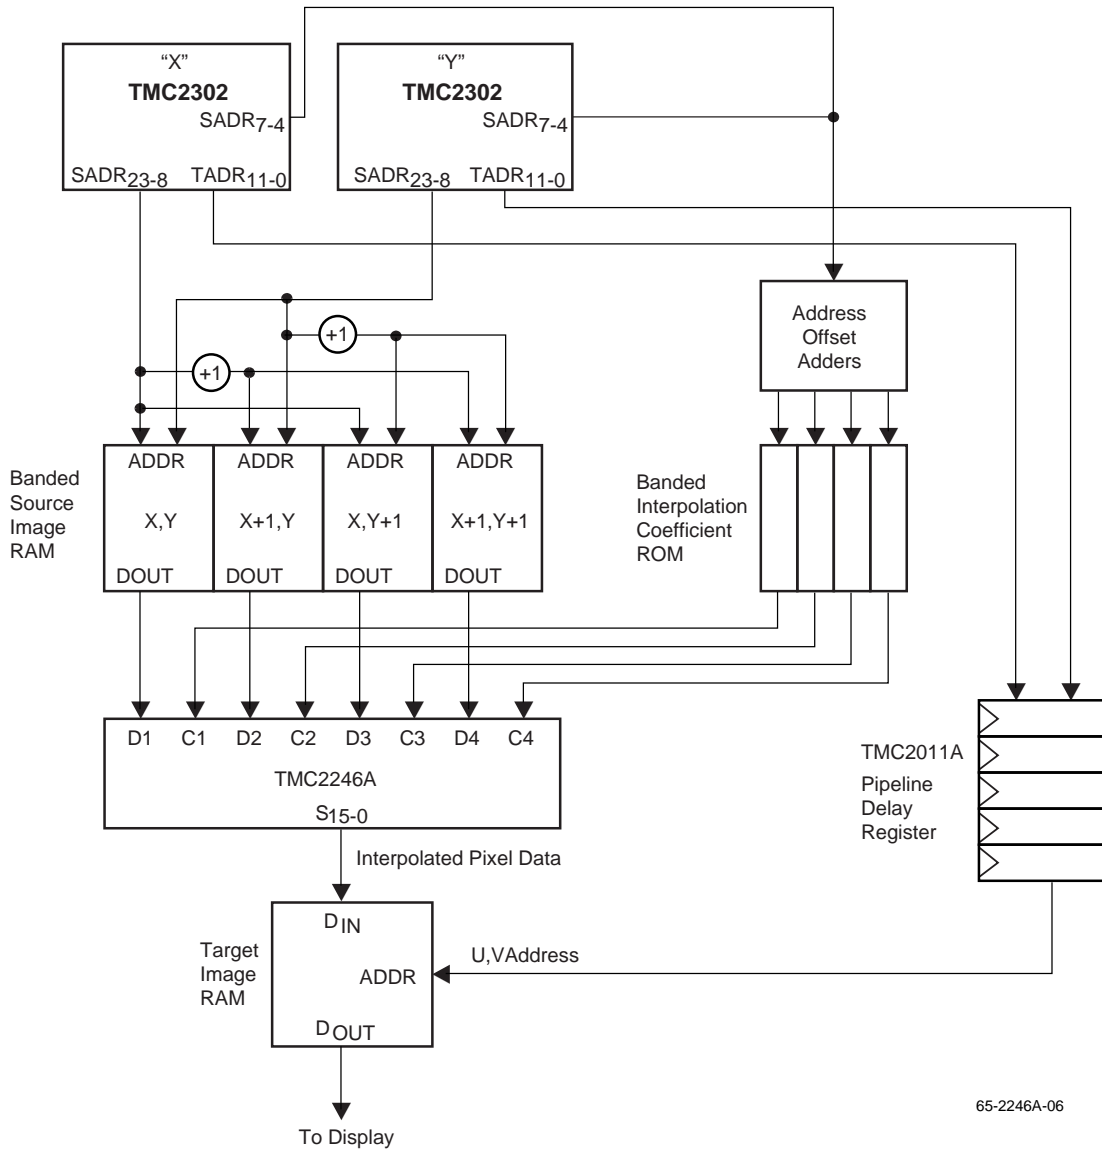 “X”
TMC2302
SADR7-4
SADR23-8 TADR11-0
“Y”
TMC2302
SADR7-4
SADR23-8 TADR11-0
Address
Offset
Adders
+1
+1
Banded
Source
Image
RAM
ADDR ADDR ADDR ADDR
X,Y X+1,Y X,Y+1 X+1,Y+1
DOUT DOUT DOUT DOUT
Banded
Interpolation
Coefficient
ROM
D1 C1 D2 C2 D3 C3 D4 C4
TMC2246A
S15-0
TMC2011A
Pipeline
Delay
Register
Interpolated Pixel Data
Target
Image
RAM
DIN
ADDR
DOUT
U,VAddress
To Display
65-2246A-06